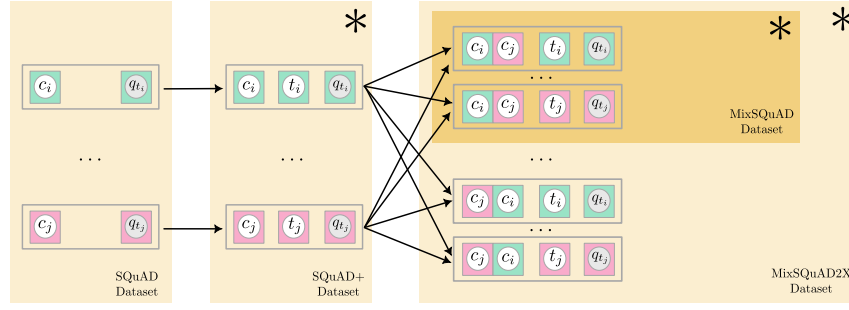 * * *
c_i c_j t_i q_{t_i}
...
c_i q_{t_i} c_i t_i q_{t_i} c_i c_j t_j q_{t_j}
MixSQuAD
Dataset
... ... ...
c_j c_i t_i q_{t_i}
...
c_j q_{t_j} c_j t_j q_{t_j} c_j c_i t_j q_{t_j}
SQuAD
Dataset
SQuAD+
Dataset
MixSQuAD2X
Dataset